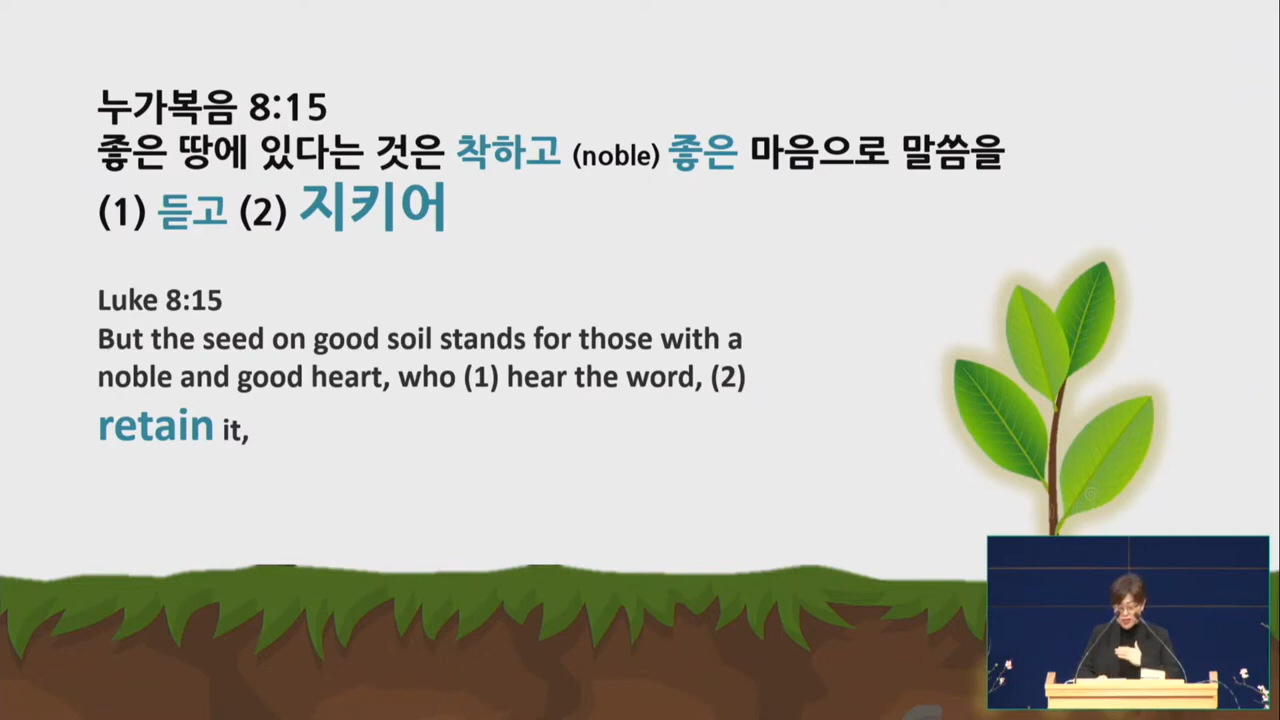 누가복음 8:15
좋은 땅에 있다는 것은 착하고 (noble) 좋은 마음으로 말씀을
(1) 듣고 (2) 지키어
Luke 8:15
But the seed on good soil stands for those with a
noble and good heart, who (1) hear the word, (2)
retain it,